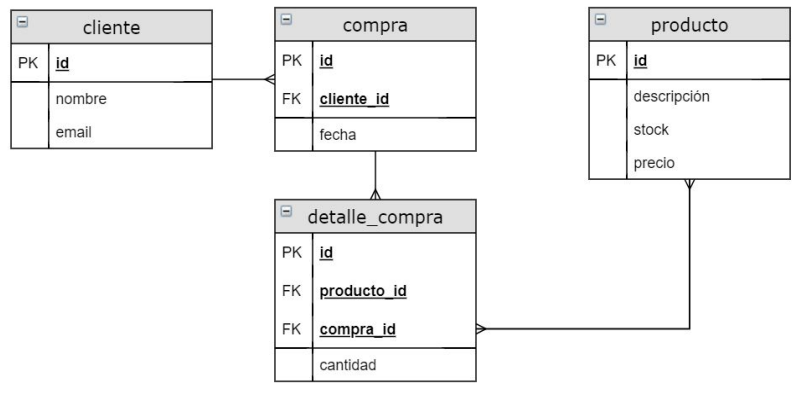 cliente
PK id
nombre
email
compra
PK id
FK cliente_id
fecha
producto
PK id
descripción
stock
precio
detalle_compra
PK id
FK producto_id
FK compra_id
cantidad